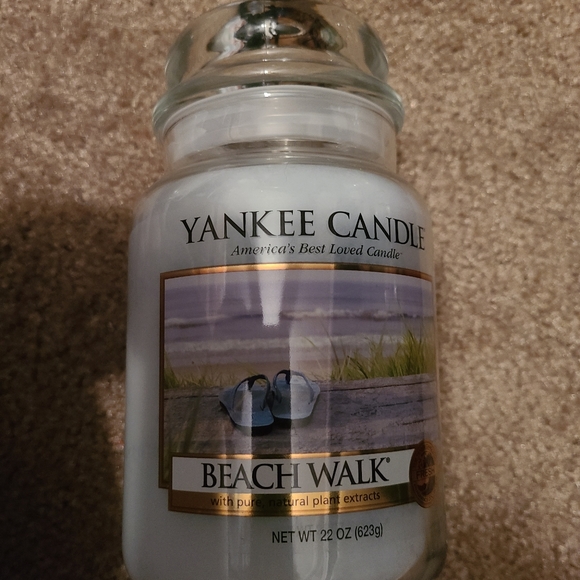 YANKEE CANDLE
America's Best Loved Candle®
BEACH WALK®
with pure, natural plant extracts
NET WT 22 OZ (623g)